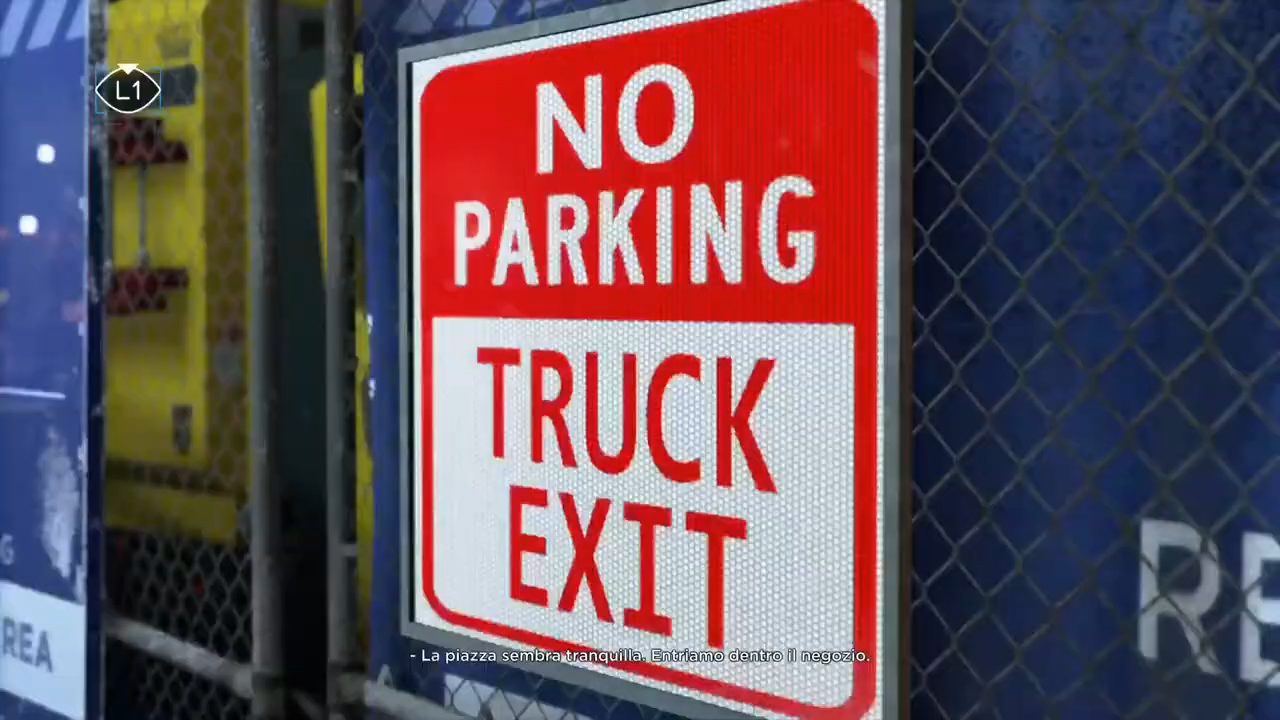 L1
NO
PARKING
TRUCK
EXIT
G
REA
RE
- La piazza sembra tranquilla. Entriamo dentro il negozio.